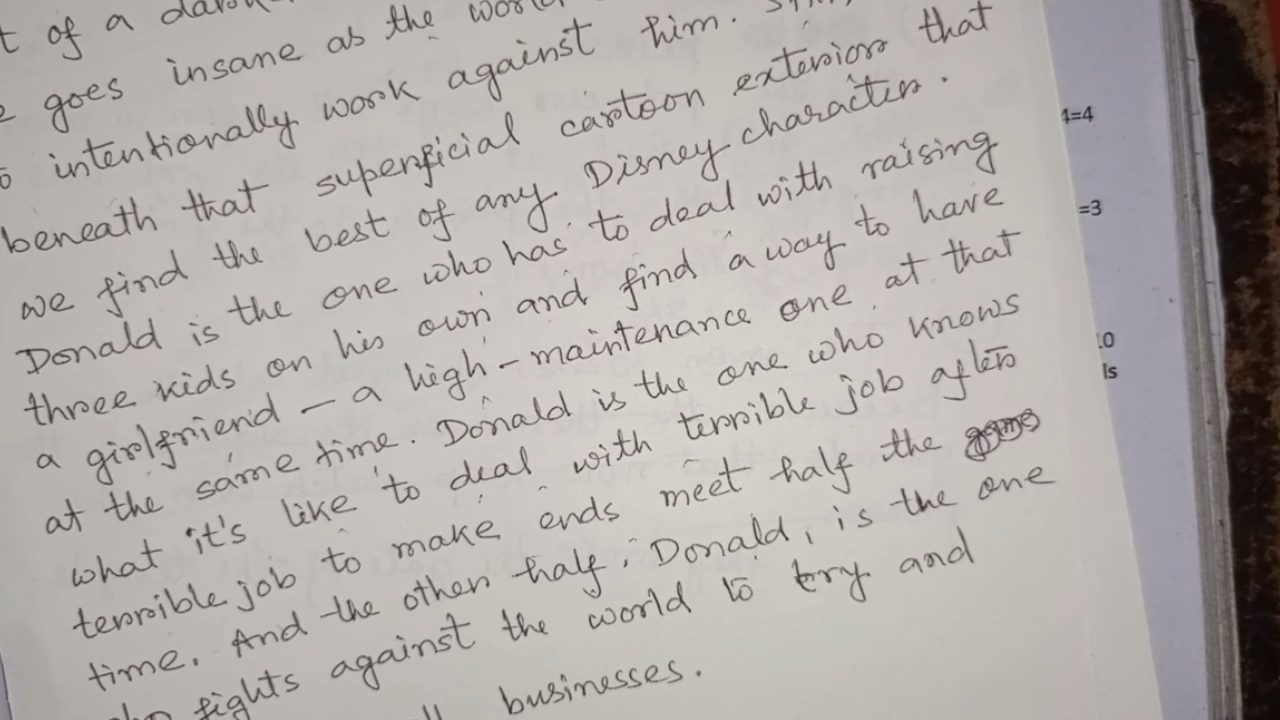 t of a
goes insane as the world
intentionally work against him.
beneath that superficial cartoon exterior that
we find the best of any Disney character.
Donald is the one who has to deal with raising
three kids on his own and find a way to have
a girlfriend – a high-maintenance one at that
at the same time. Donald is the one who knows
what it's like to deal with terrible job after
terrible job to make ends meet half the
time. And the other half, Donald, is the one
fights against the world to try and
businesses.
1=4
=3